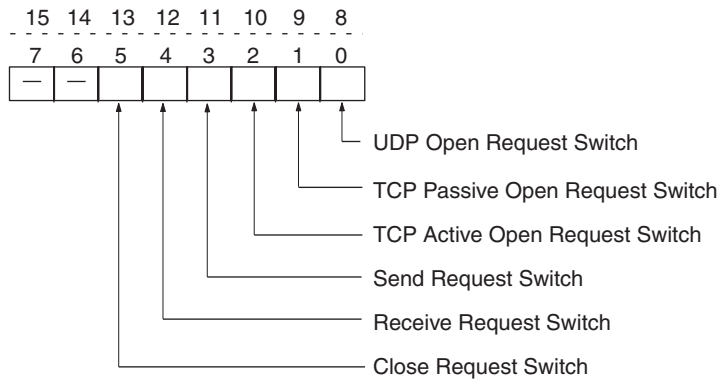 15 14 13 12 11 10 9 8
7 6 5 4 3 2 1 0
— —
UDP Open Request Switch
TCP Passive Open Request Switch
TCP Active Open Request Switch
Send Request Switch
Receive Request Switch
Close Request Switch